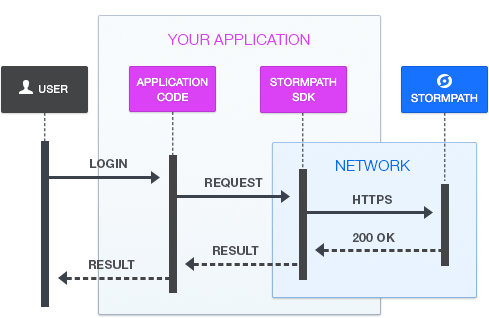 YOUR APPLICATION
USER
APPLICATION
CODE
STORMPATH
SDK
STORMPATH
NETWORK
LOGIN
REQUEST
HTTPS
200 OK
RESULT
RESULT